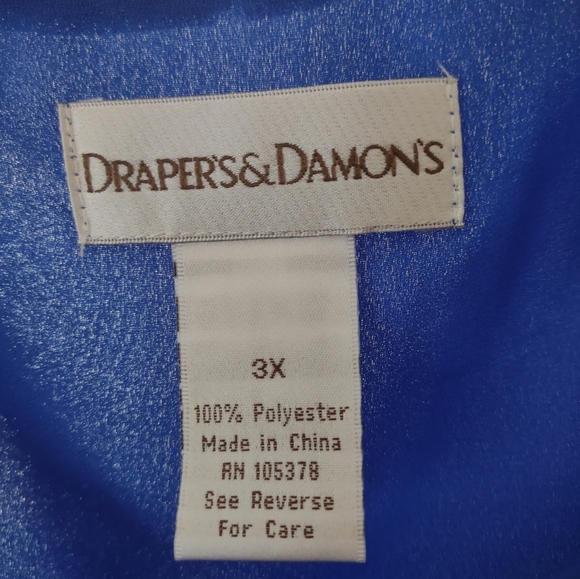 DRAPER'S&DAMON'S
3X
100% Polyester
Made in China
RN 105378
See Reverse
For Care